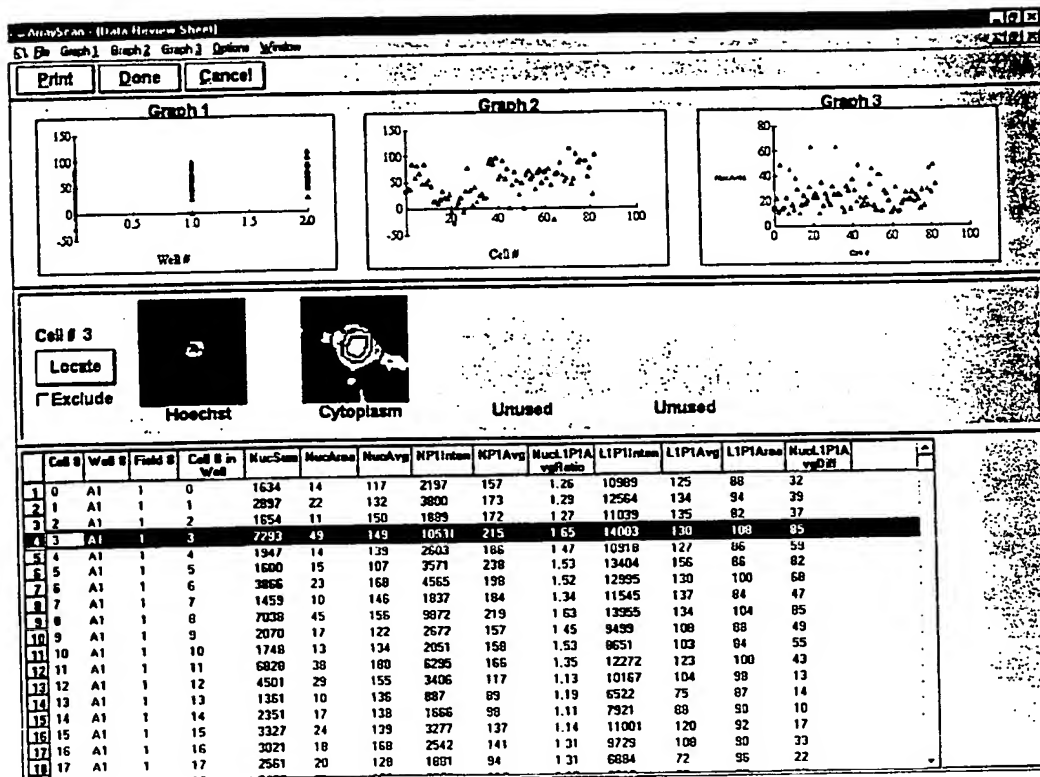 ArrayScan - [Data Review Sheet]
File Graph 1 Graph 2 Graph 3 Options Window
Print Done Cancel
Graph 1 Graph 2 Graph 3
150 100 50 0 -50
0.5 1.0 1.5 2.0
Well #
150 100 50 0 -50
20 40 60 80 100
Cell #
80 60 40 20 0
NucArea
0 20 40 60 80 100
Cell #
Cell # 3
Locate
Exclude
Hoechst Cytoplasm Unused Unused
Cell # Well # Field # Cell # in Well NucSum NucArea NucAvg NP1Inten NP1Avg NucL1P1AvgRatio L1P1Inten L1P1Avg L1P1Area NucL1P1AvgDiff
1 0 A1 1 0 1634 14 117 2197 157 1.26 10989 125 88 32
2 1 A1 1 1 2897 22 132 3800 173 1.29 12564 134 94 39
3 2 A1 1 2 1654 11 150 1889 172 1.27 11039 135 82 37
4 3 A1 1 3 7293 49 149 10531 215 1.65 14003 130 108 85
5 4 A1 1 4 1947 14 139 2603 186 1.47 10918 127 86 59
6 5 A1 1 5 1600 15 107 3571 238 1.53 13404 156 86 82
7 6 A1 1 6 3866 23 168 4565 198 1.52 12995 130 100 68
8 7 A1 1 7 1459 10 146 1837 184 1.34 11545 137 84 47
9 8 A1 1 8 7038 45 156 9872 219 1.63 13955 134 104 85
10 9 A1 1 9 2070 17 122 2672 157 1.45 9499 108 88 49
11 10 A1 1 10 1748 13 134 2051 158 1.53 8651 103 84 55
12 11 A1 1 11 6828 38 180 6295 166 1.35 12272 123 100 43
13 12 A1 1 12 4501 29 155 3406 117 1.13 10167 104 98 13
14 13 A1 1 13 1361 10 136 887 89 1.19 6522 75 87 14
15 14 A1 1 14 2351 17 138 1666 98 1.11 7921 88 90 10
16 15 A1 1 15 3327 24 139 3277 137 1.14 11001 120 92 17
17 16 A1 1 16 3021 18 168 2542 141 1.31 9729 108 90 33
18 17 A1 1 17 2561 20 128 1881 94 1.31 6884 72 96 22